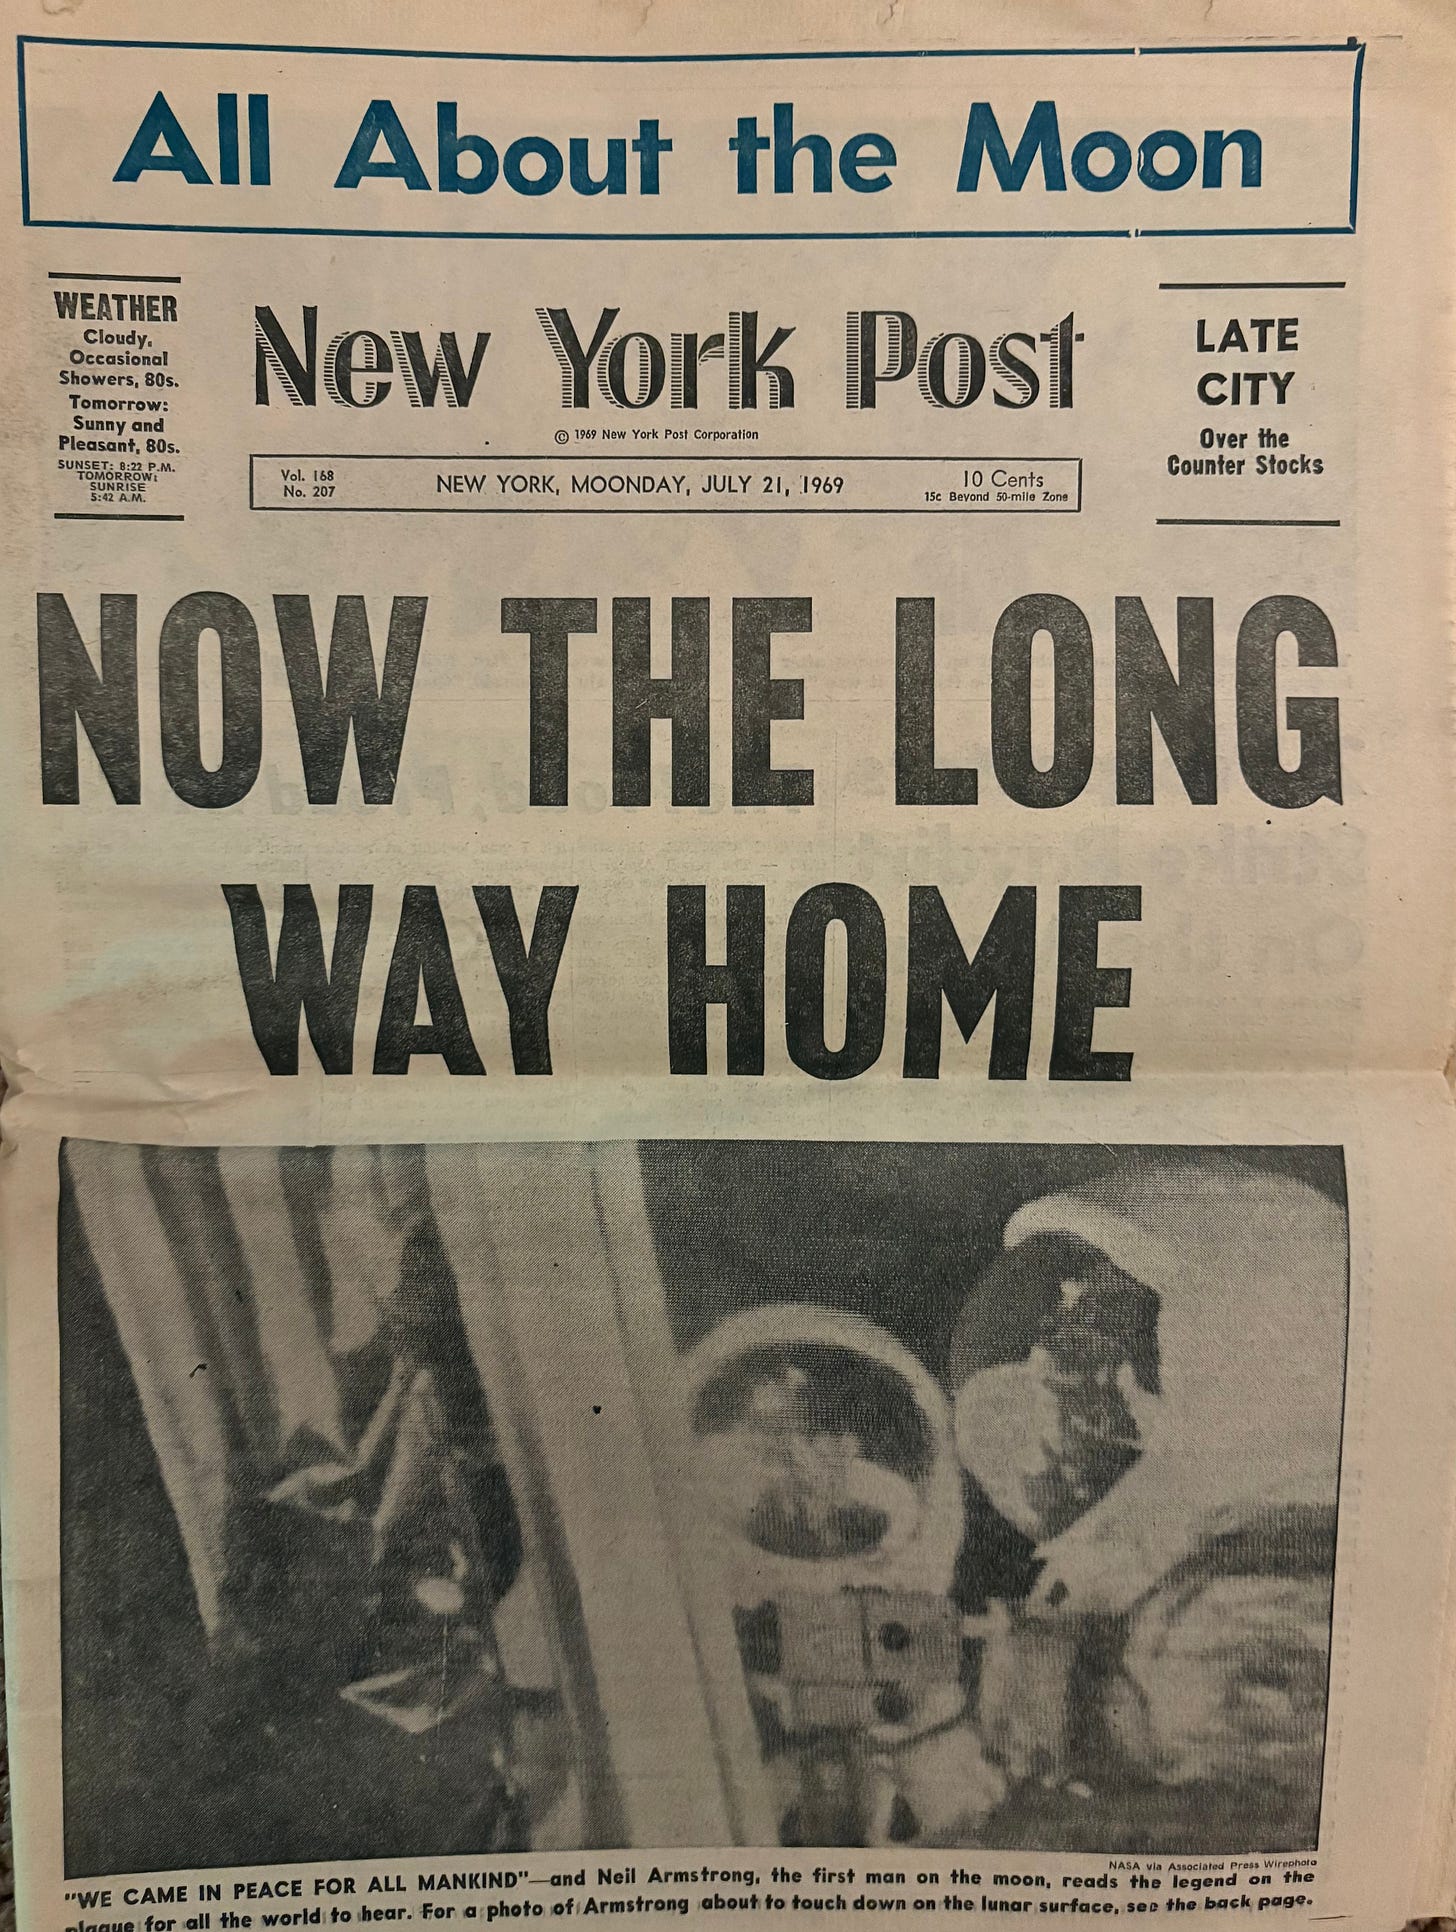 All About the Moon
WEATHER
Cloudy,
Occasional
Showers, 80s.
Tomorrow:
Sunny and
Pleasant, 80s.
SUNSET: 8:22 P.M.
TOMORROW:
SUNRISE
5:42 A.M.
New York Post
© 1969 New York Post Corporation
Vol. 168
No. 207
NEW YORK, MOONDAY, JULY 21, 1969
10 Cents
15c Beyond 50-mile Zone
LATE
CITY
Over the
Counter Stocks
NOW THE LONG
WAY HOME
NASA via Associated Press Wirephoto
"WE CAME IN PEACE FOR ALL MANKIND"—and Neil Armstrong, the first man on the moon, reads the legend on the
plaque for all the world to hear. For a photo of Armstrong about to touch down on the lunar surface, see the back page.